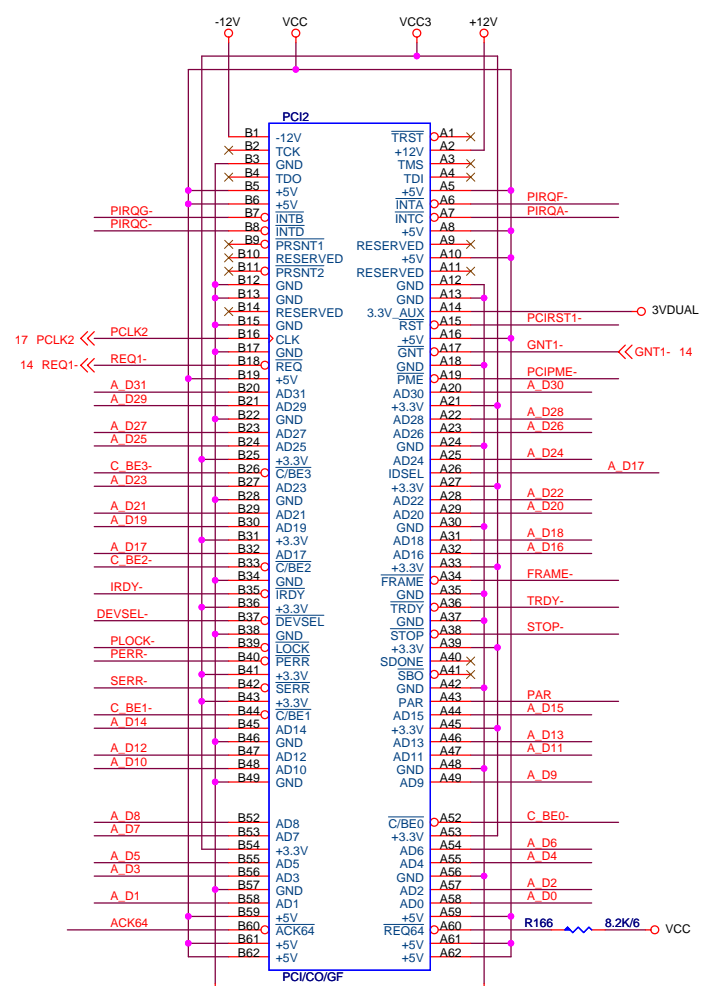 -12V VCC VCC3 +12V
PCI2
B1 -12V TRST A1
B2 TCK +12V A2
B3 GND TMS A3
B4 TDO TDI A4
B5 +5V +5V A5
B6 +5V INTA A6 PIRQF-
PIRQG- B7 INTB INTC A7 PIRQA-
PIRQC- B8 INTD +5V A8
B9 PRSNT1 RESERVED A9
B10 RESERVED +5V A10
B11 PRSNT2 RESERVED A11
B12 GND GND A12
B13 GND GND A13
B14 RESERVED 3.3V_AUX A14 3VDUAL
B15 GND RST A15 PCIRST1-
17 PCLK2 PCLK2 B16 CLK +5V A16
B17 GND GNT A17 GNT1- GNT1- 14
14 REQ1- REQ1- B18 REQ GND A18
B19 +5V PME A19 PCIPME-
A_D31 B20 AD31 AD30 A20 A_D30
A_D29 B21 AD29 +3.3V A21
B22 GND AD28 A22 A_D28
A_D27 B23 AD27 AD26 A23 A_D26
A_D25 B24 AD25 GND A24
B25 +3.3V AD24 A25 A_D24
C_BE3- B26 C/BE3 IDSEL A26 A_D17
A_D23 B27 AD23 +3.3V A27
B28 GND AD22 A28 A_D22
A_D21 B29 AD21 AD20 A29 A_D20
A_D19 B30 AD19 GND A30
B31 +3.3V AD18 A31 A_D18
A_D17 B32 AD17 AD16 A32 A_D16
C_BE2- B33 C/BE2 +3.3V A33
B34 GND FRAME A34 FRAME-
IRDY- B35 IRDY GND A35
B36 +3.3V TRDY A36 TRDY-
DEVSEL- B37 DEVSEL GND A37
B38 GND STOP A38 STOP-
PLOCK- B39 LOCK +3.3V A39
PERR- B40 PERR SDONE A40
B41 +3.3V SBO A41
SERR- B42 SERR GND A42
B43 +3.3V PAR A43 PAR
C_BE1- B44 C/BE1 AD15 A44 A_D15
A_D14 B45 AD14 +3.3V A45
B46 GND AD13 A46 A_D13
A_D12 B47 AD12 AD11 A47 A_D11
A_D10 B48 AD10 GND A48
B49 GND AD9 A49 A_D9
A_D8 B52 AD8 C/BE0 A52 C_BE0-
A_D7 B53 AD7 +3.3V A53
B54 +3.3V AD6 A54 A_D6
A_D5 B55 AD5 AD4 A55 A_D4
A_D3 B56 AD3 GND A56
B57 GND AD2 A57 A_D2
A_D1 B58 AD1 AD0 A58 A_D0
B59 +5V +5V A59
ACK64 B60 ACK64 REQ64 A60 R166 8.2K/6 VCC
B61 +5V +5V A61
B62 +5V +5V A62
PCI/CO/GF